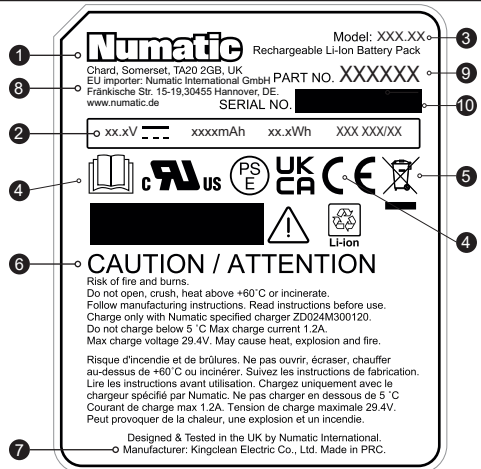 Numatic
Model: XXX.XX
3
Rechargeable Li-Ion Battery Pack
1
Chard, Somerset, TA20 2GB, UK
EU importer: Numatic International GmbH
PART NO. XXXXXX
9
8
Fränkische Str. 15-19,30455 Hannover, DE.
www.numatic.de
SERIAL NO.
10
2
xx.xV
xxxxmAh
xx.xWh
XXX XXX/XX
4
c RU US
PS
E
UK
CA
CE
5
Li-ion
4
6
CAUTION / ATTENTION
Risk of fire and burns.
Do not open, crush, heat above +60°C or incinerate.
Follow manufacturing instructions. Read instructions before use.
Charge only with Numatic specified charger ZD024M300120.
Do not charge below 5 °C Max charge current 1.2A.
Max charge voltage 29.4V. May cause heat, explosion and fire.
Risque d'incendie et de brûlures. Ne pas ouvrir, écraser, chauffer
au-dessus de +60°C ou incinérer. Suivez les instructions de fabrication.
Lire les instructions avant utilisation. Chargez uniquement avec le
chargeur spécifié par Numatic. Ne pas charger en dessous de 5 °C
Courant de charge max 1.2A. Tension de charge maximale 29.4V.
Peut provoquer de la chaleur, une explosion et un incendie.
Designed & Tested in the UK by Numatic International.
7
Manufacturer: Kingclean Electric Co., Ltd. Made in PRC.